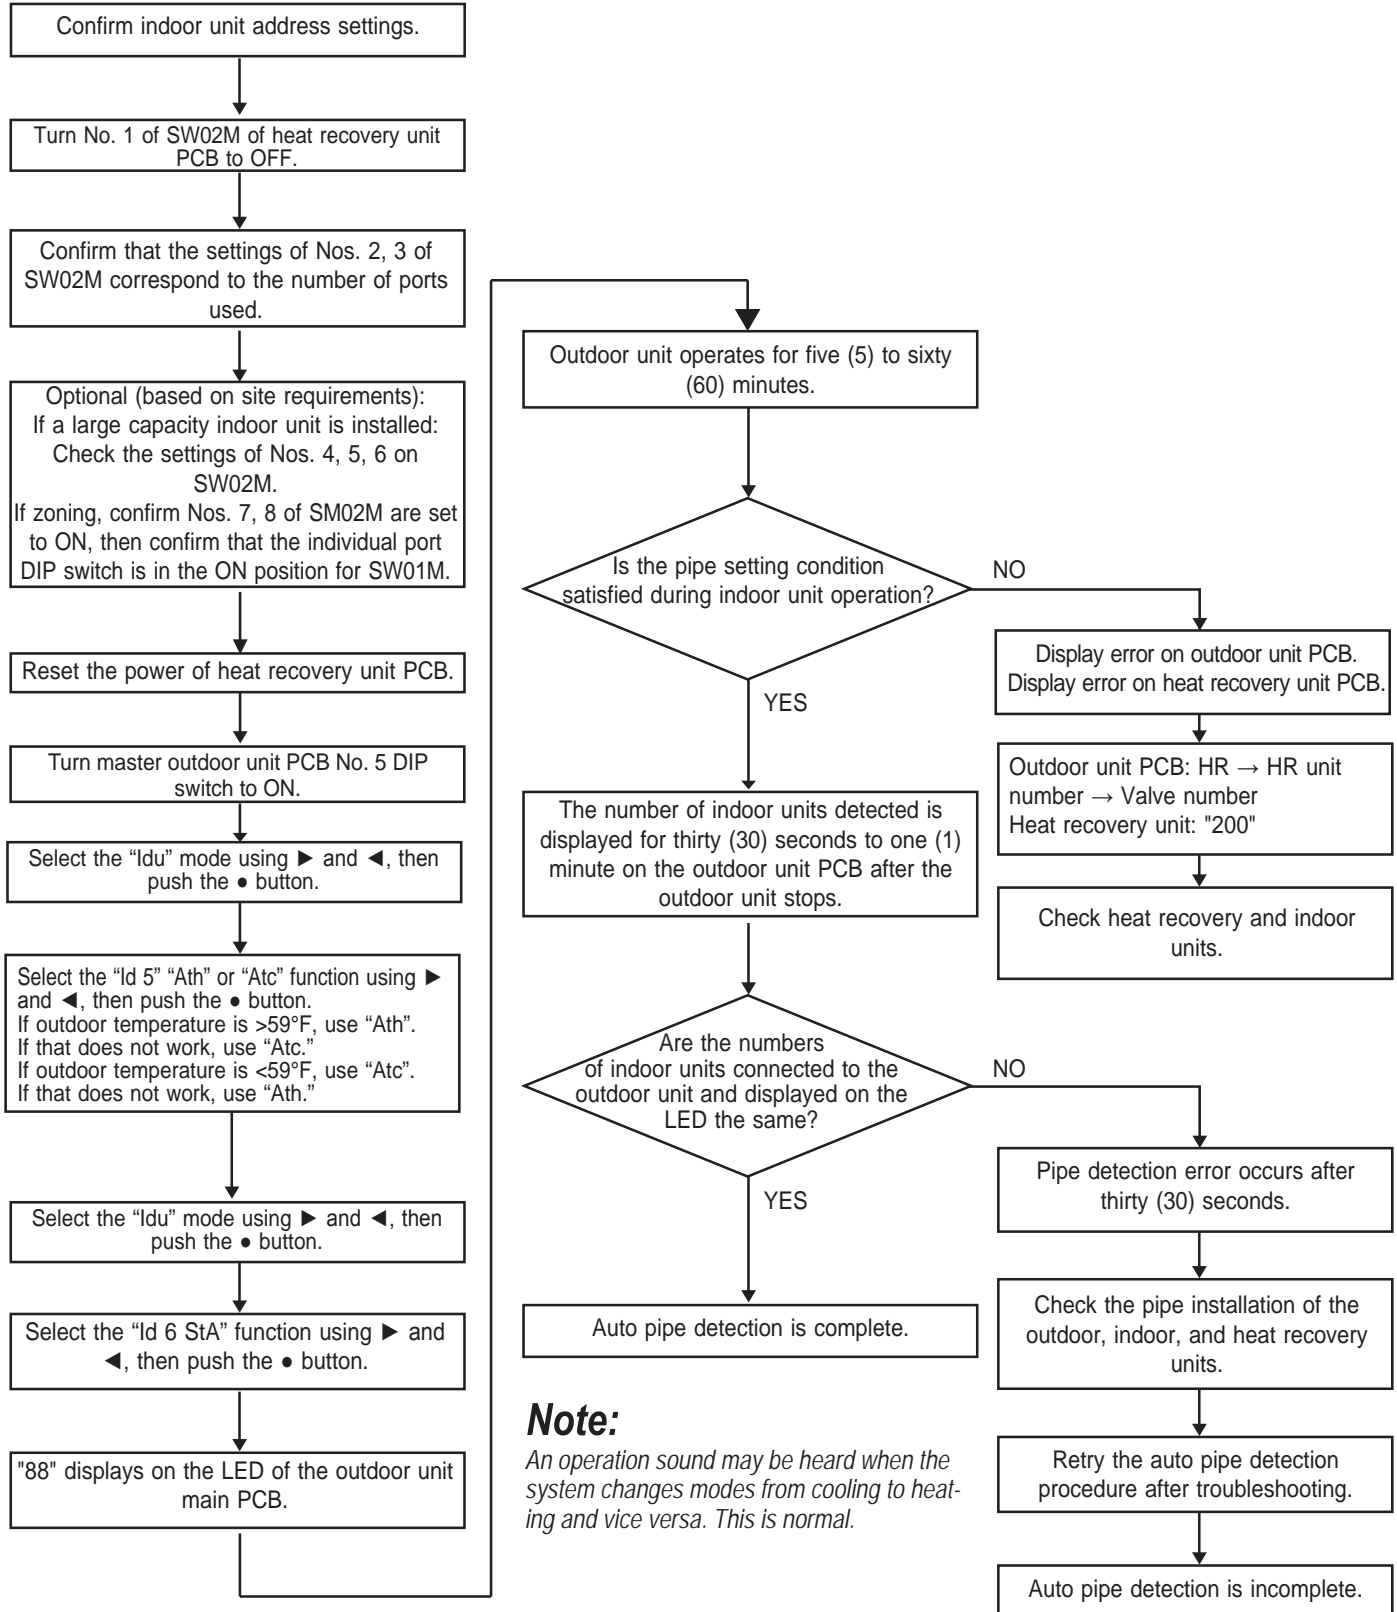 Confirm indoor unit address settings.
Turn No. 1 of SW02M of heat recovery unit
PCB to OFF.
Confirm that the settings of Nos. 2, 3 of
SW02M correspond to the number of ports
used.
Optional (based on site requirements):
If a large capacity indoor unit is installed:
Check the settings of Nos. 4, 5, 6 on
SW02M.
If zoning, confirm Nos. 7, 8 of SM02M are set
to ON, then confirm that the individual port
DIP switch is in the ON position for SW01M.
Reset the power of heat recovery unit PCB.
Turn master outdoor unit PCB No. 5 DIP
switch to ON.
Select the “Idu” mode using ► and ◄, then
push the ● button.
Select the “Id 5” “Ath” or “Atc” function using ►
and ◄, then push the ● button.
If outdoor temperature is >59°F, use “Ath”.
If that does not work, use “Atc.”
If outdoor temperature is <59°F, use “Atc”.
If that does not work, use “Ath.”
Select the “Idu” mode using ► and ◄, then
push the ● button.
Select the “Id 6 StA” function using ► and
◄, then push the ● button.
"88" displays on the LED of the outdoor unit
main PCB.
Outdoor unit operates for five (5) to sixty
(60) minutes.
Is the pipe setting condition
satisfied during indoor unit operation?
NO
YES
Display error on outdoor unit PCB.
Display error on heat recovery unit PCB.
Outdoor unit PCB: HR → HR unit
number → Valve number
Heat recovery unit: "200"
Check heat recovery and indoor
units.
The number of indoor units detected is
displayed for thirty (30) seconds to one (1)
minute on the outdoor unit PCB after the
outdoor unit stops.
Are the numbers
of indoor units connected to the
outdoor unit and displayed on the
LED the same?
NO
YES
Pipe detection error occurs after
thirty (30) seconds.
Check the pipe installation of the
outdoor, indoor, and heat recovery
units.
Retry the auto pipe detection
procedure after troubleshooting.
Auto pipe detection is incomplete.
Auto pipe detection is complete.
Note:
An operation sound may be heard when the
system changes modes from cooling to heat-
ing and vice versa. This is normal.